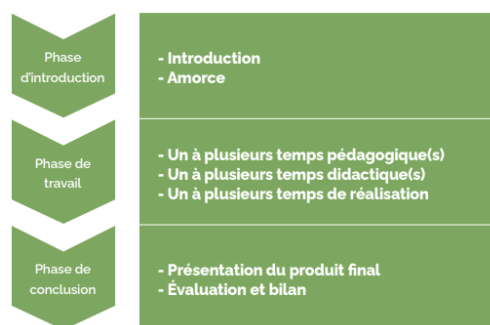 Phase
d'introduction
- Introduction
- Amorce
Phase de
travail
- Un à plusieurs temps pédagogique(s)
- Un à plusieurs temps didactique(s)
- Un à plusieurs temps de réalisation
Phase de
conclusion
- Présentation du produit final
- Évaluation et bilan